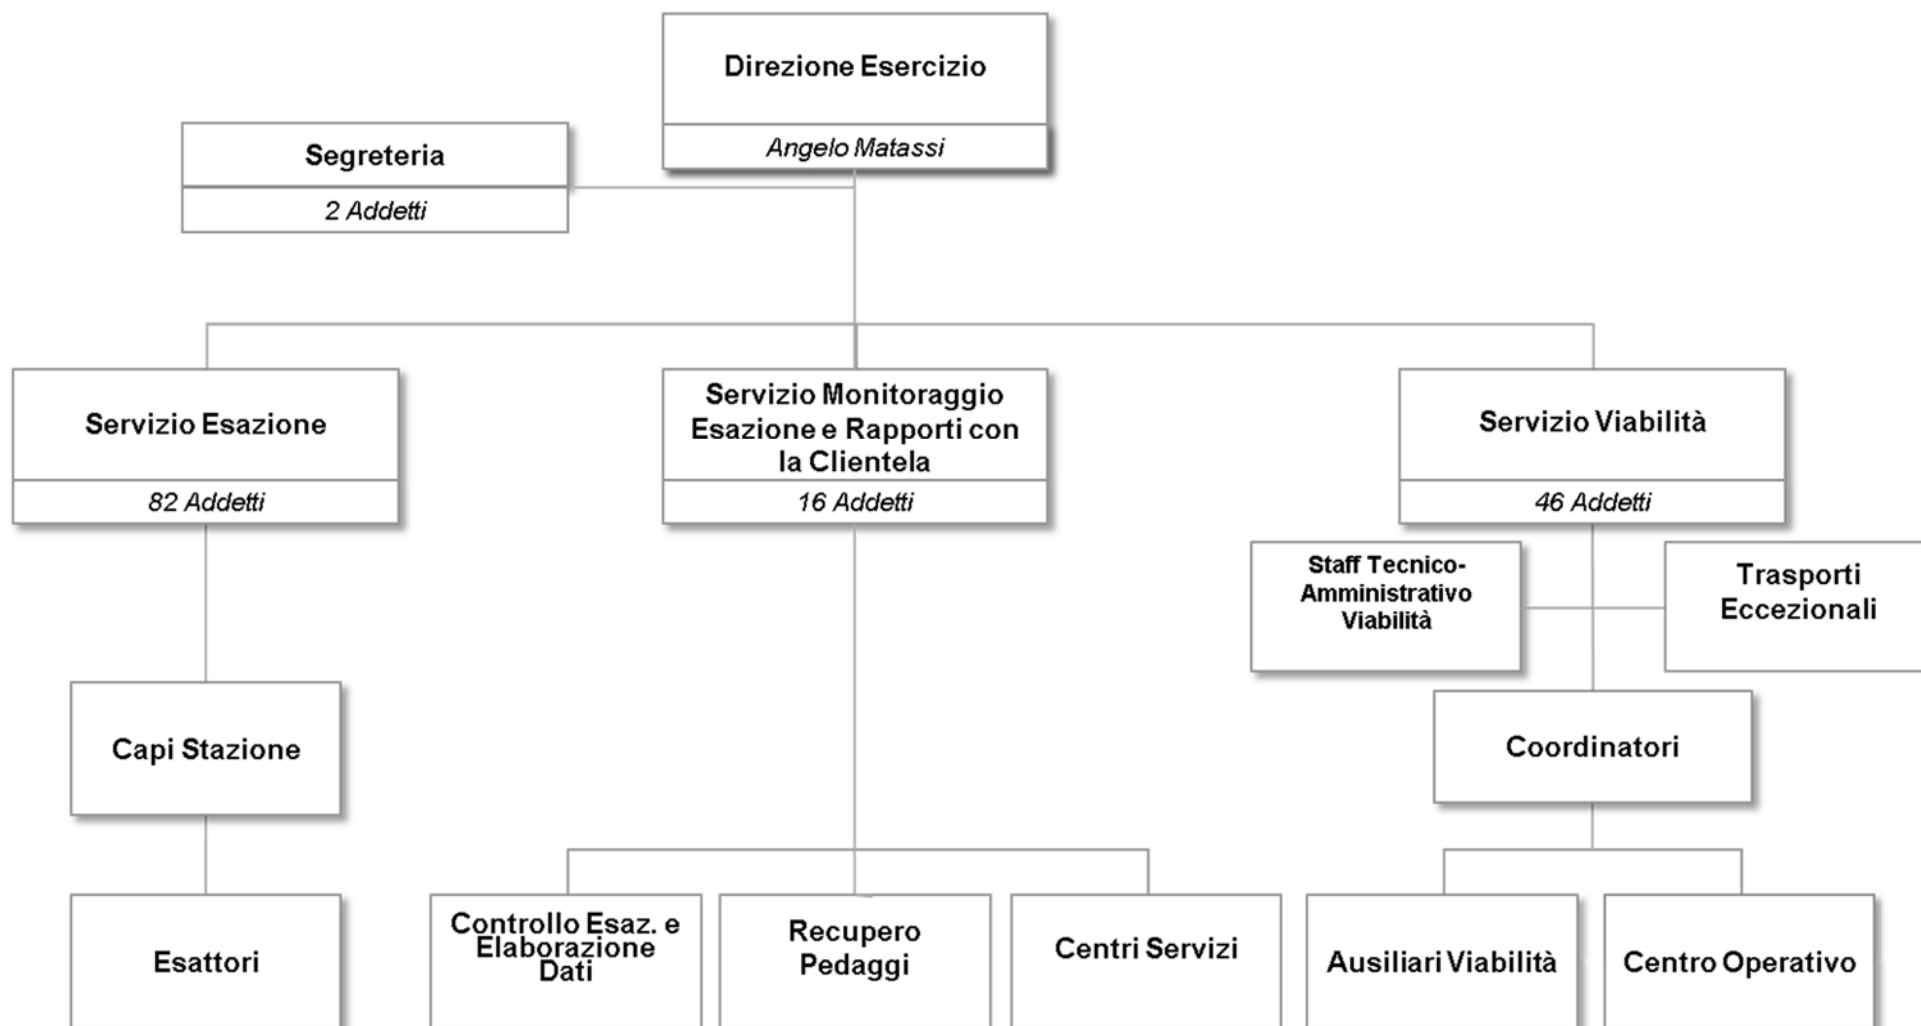 Direzione Esercizio
Angelo Matassi
Segreteria
2 Addetti
Servizio Esazione
82 Addetti
Servizio Monitoraggio
Esazione e Rapporti con
la Clientela
16 Addetti
Servizio Viabilità
46 Addetti
Staff Tecnico-
Amministrativo
Viabilità
Trasporti
Eccezionali
Capi Stazione
Coordinatori
Esattori
Controllo Esaz. e
Elaborazione
Dati
Recupero
Pedaggi
Centri Servizi
Ausiliari Viabilità
Centro Operativo